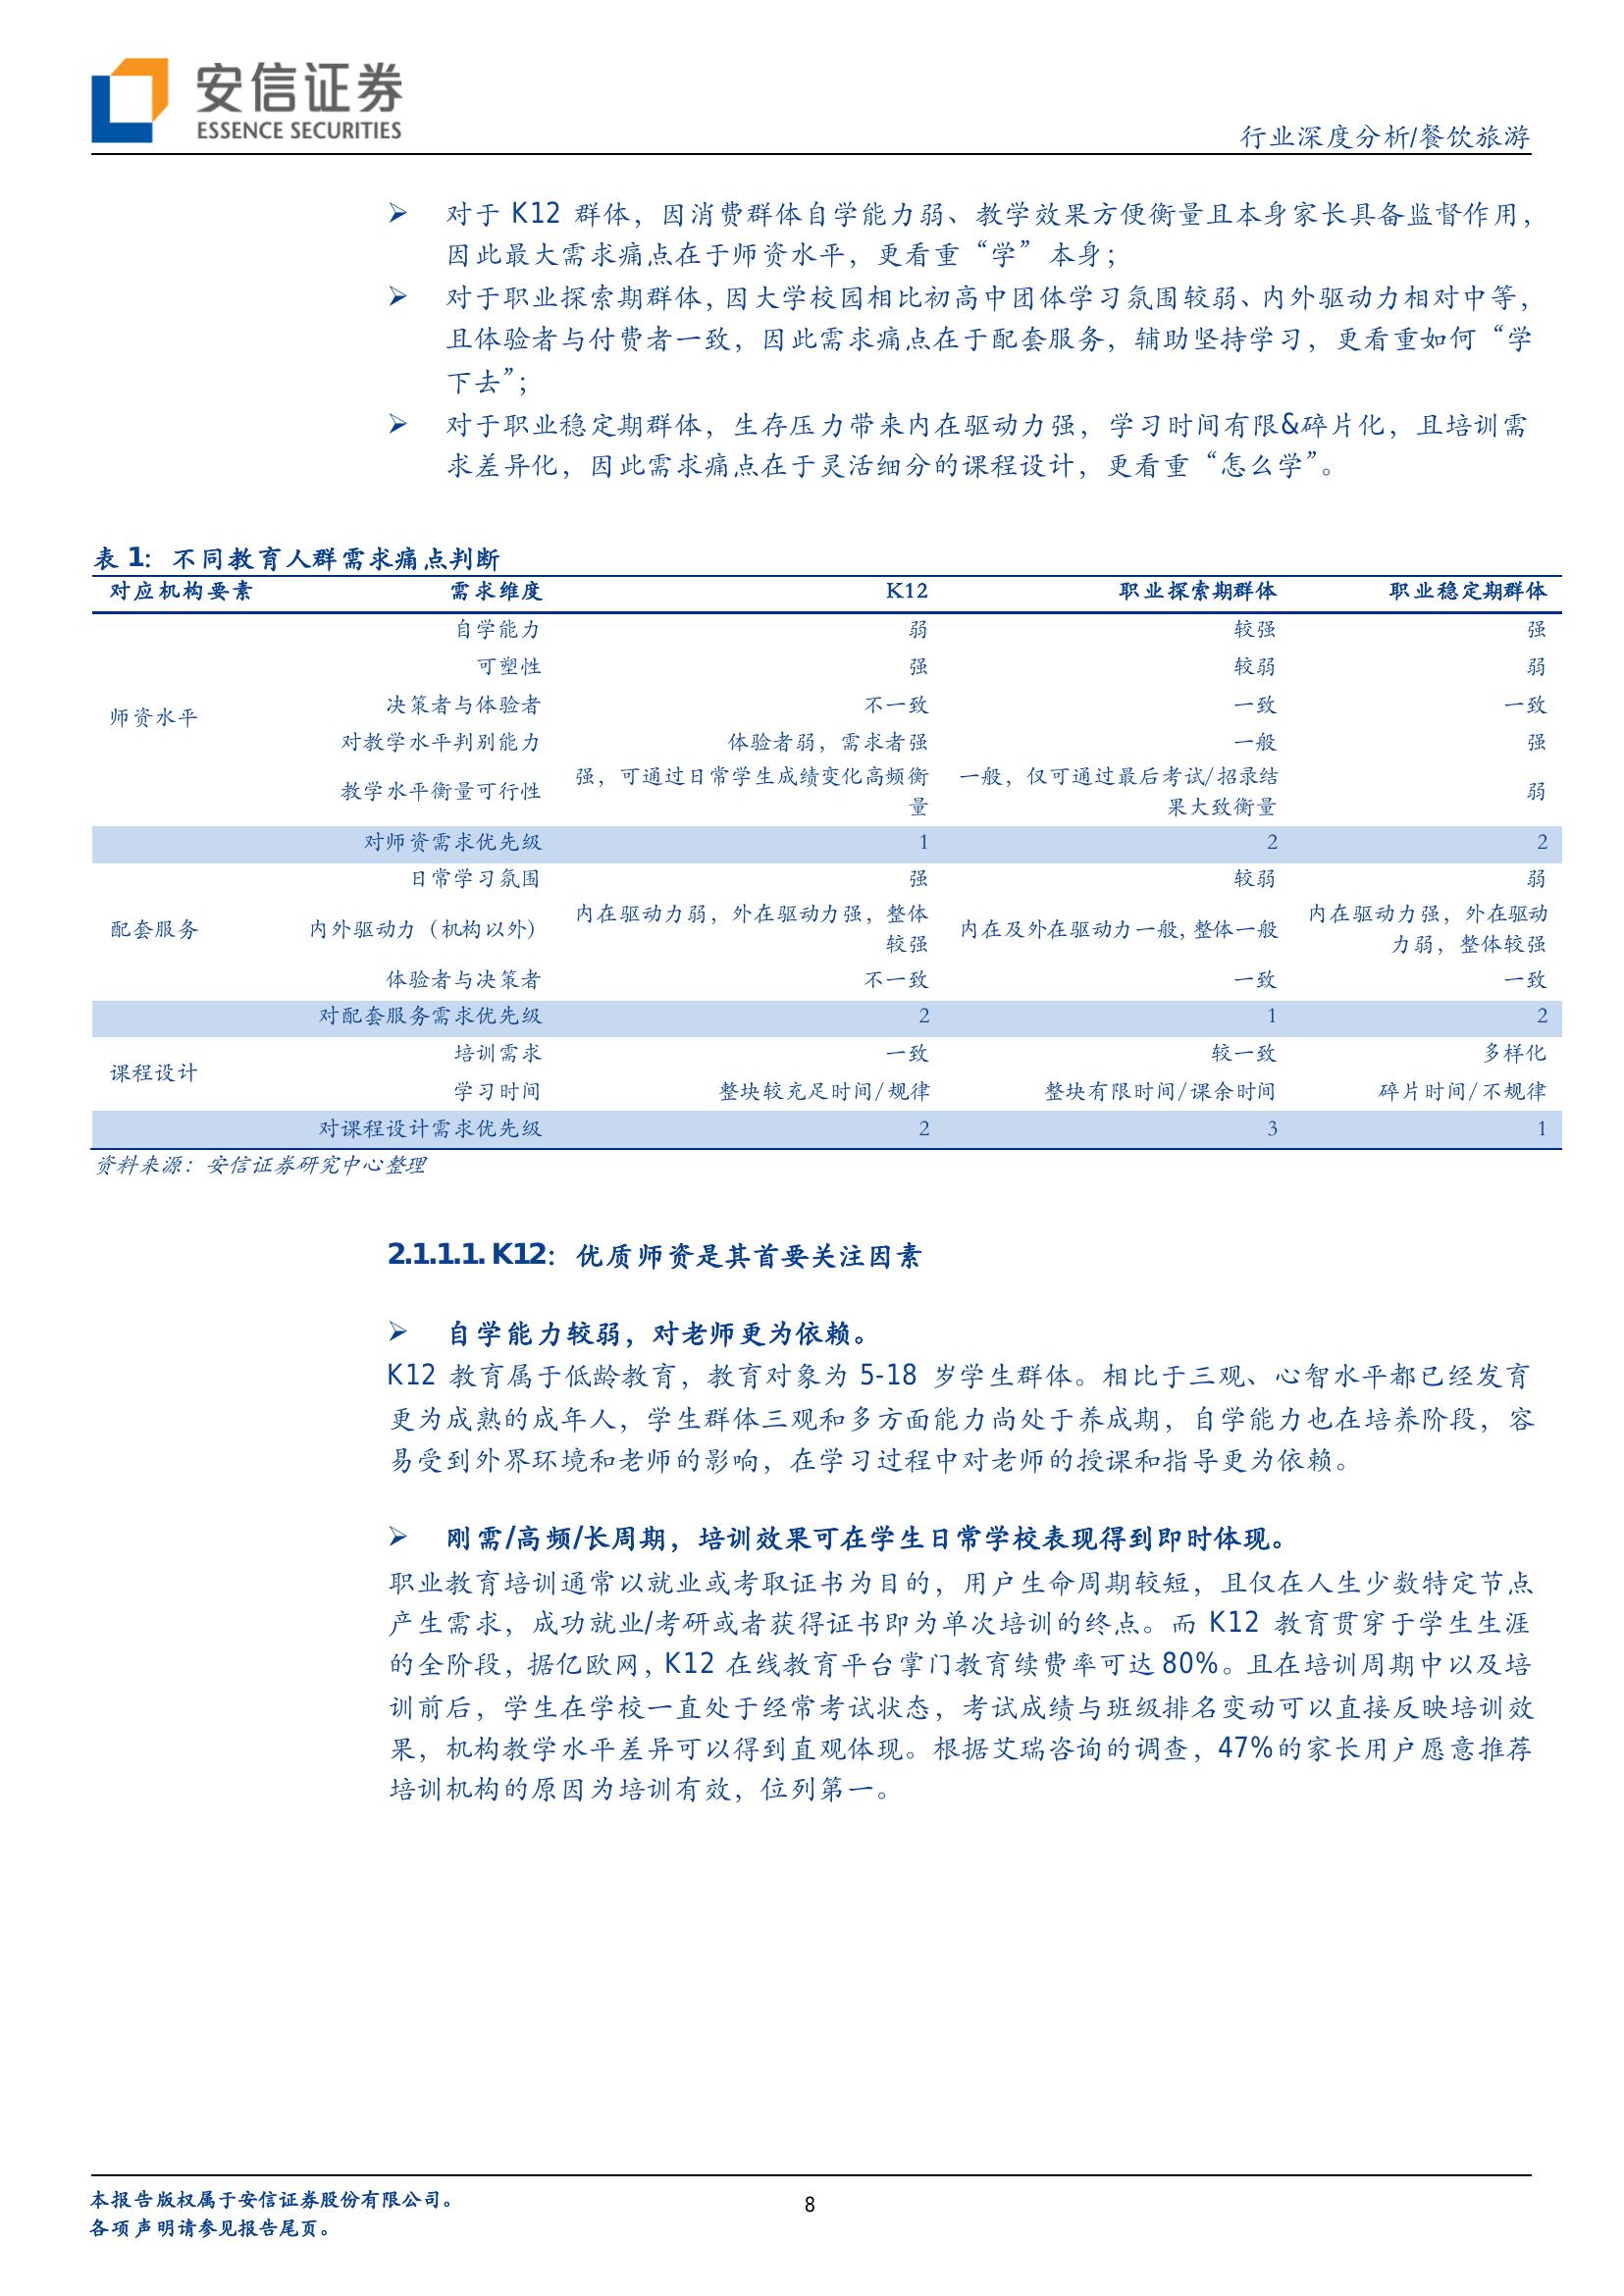 安信证券
ESSENCE SECURITIES
行业深度分析/餐饮旅游
➢ 对于 K12 群体，因消费群体自学能力弱、教学效果方便衡量且本身家长具备监督作用，
因此最大需求痛点在于师资水平，更看重“学”本身；
➢ 对于职业探索期群体，因大学校园相比初高中团体学习氛围较弱、内外驱动力相对中等，
且体验者与付费者一致，因此需求痛点在于配套服务，辅助坚持学习，更看重如何“学
下去”；
➢ 对于职业稳定期群体，生存压力带来内在驱动力强，学习时间有限&碎片化，且培训需
求差异化，因此需求痛点在于灵活细分的课程设计，更看重“怎么学”。
表 1：不同教育人群需求痛点判断
对应机构要素 需求维度 K12 职业探索期群体 职业稳定期群体
自学能力 弱 较强 强
可塑性 强 较弱 弱
决策者与体验者 不一致 一致 一致
师资水平
对教学水平判别能力 体验者弱，需求者强 一般 强
强，可通过日常学生成绩变化高频衡 一般，仅可通过最后考试/招录结
教学水平衡量可行性 弱
量 果大致衡量
对师资需求优先级 1 2 2
日常学习氛围 强 较弱 弱
内在驱动力弱，外在驱动力强，整体 内在驱动力强，外在驱动
配套服务 内外驱动力（机构以外） 内在及外在驱动力一般，整体一般
较强 力弱，整体较强
体验者与决策者 不一致 一致 一致
对配套服务需求优先级 2 1 2
培训需求 一致 较一致 多样化
课程设计
学习时间 整块较充足时间/规律 整块有限时间/课余时间 碎片时间/不规律
对课程设计需求优先级 2 3 1
资料来源：安信证券研究中心整理
2.1.1.1. K12：优质师资是其首要关注因素
➢ 自学能力较弱，对老师更为依赖。
K12 教育属于低龄教育，教育对象为 5-18 岁学生群体。相比于三观、心智水平都已经发育
更为成熟的成年人，学生群体三观和多方面能力尚处于养成期，自学能力也在培养阶段，容
易受到外界环境和老师的影响，在学习过程中对老师的授课和指导更为依赖。
➢ 刚需/高频/长周期，培训效果可在学生日常学校表现得到即时体现。
职业教育培训通常以就业或考取证书为目的，用户生命周期较短，且仅在人生少数特定节点
产生需求，成功就业/考研或者获得证书即为单次培训的终点。而 K12 教育贯穿于学生生涯
的全阶段，据亿欧网，K12 在线教育平台掌门教育续费率可达 80%。且在培训周期中以及培
训前后，学生在学校一直处于经常考试状态，考试成绩与班级排名变动可以直接反映培训效
果，机构教学水平差异可以得到直观体现。根据艾瑞咨询的调查，47%的家长用户愿意推荐
培训机构的原因为培训有效，位列第一。
本报告版权属于安信证券股份有限公司。
8
各项声明请参见报告尾页。